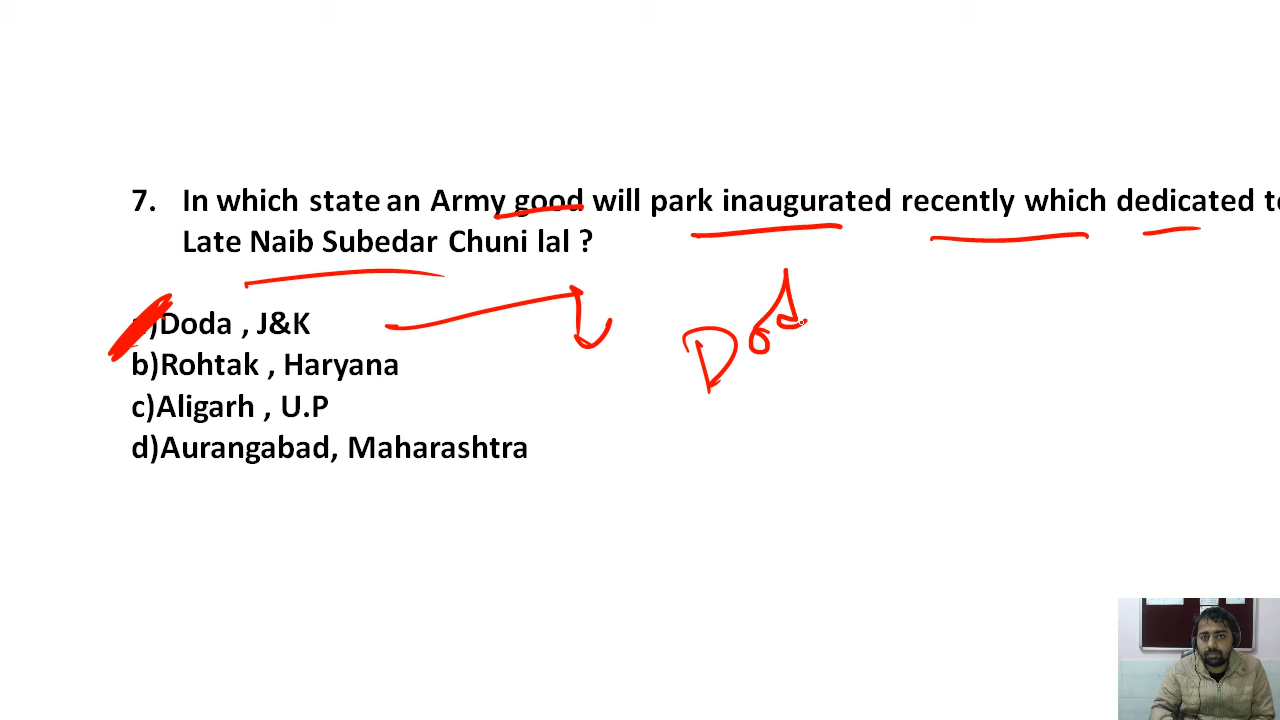 7. In which state an Army good will park inaugurated recently which dedicated to
Late Naib Subedar Chuni lal ?
a)Doda , J&K
Dod
b)Rohtak , Haryana
c)Aligarh , U.P
d)Aurangabad, Maharashtra